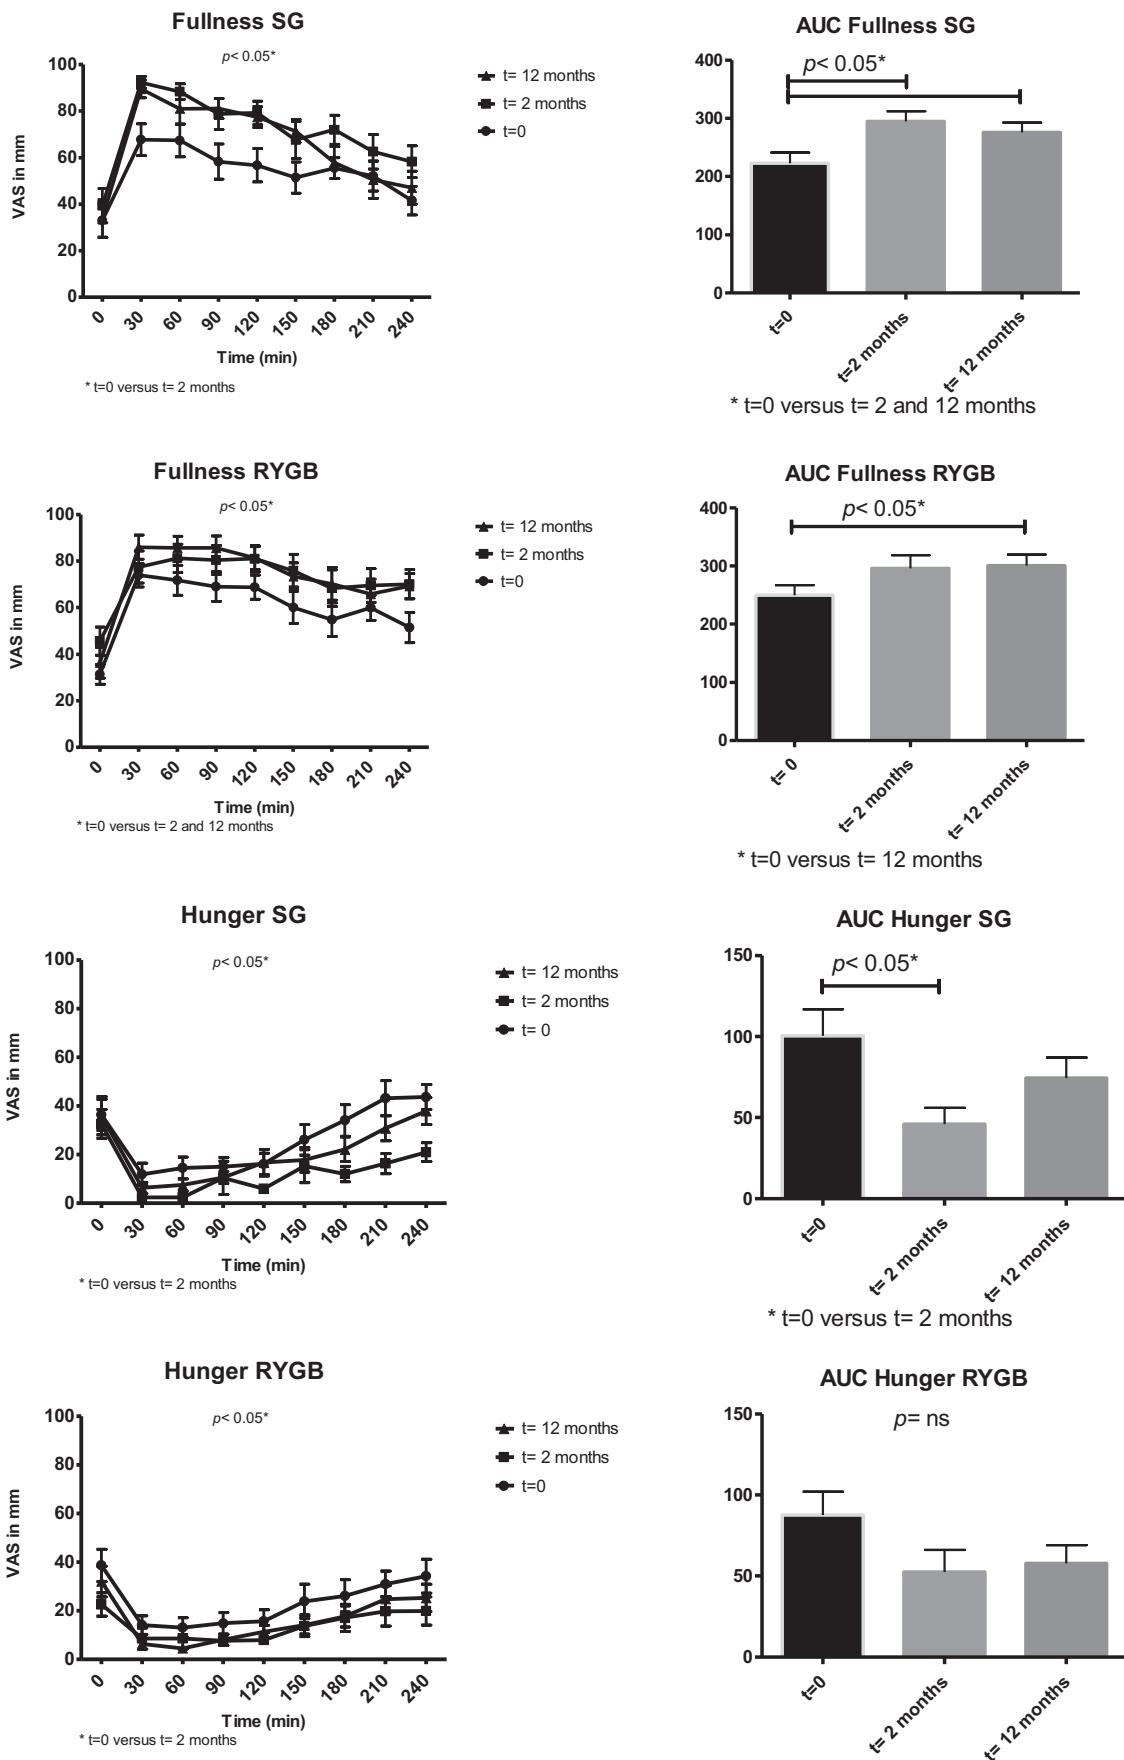 Fullness SG
p< 0.05*
VAS in mm
100
80
60
40
20
0
0 30 60 90 120 150 180 210 240
Time (min)
* t=0 versus t= 2 months
t= 12 months
t= 2 months
t=0
AUC Fullness SG
p< 0.05*
400
300
200
100
0
t=0
t=2 months
t= 12 months
* t=0 versus t= 2 and 12 months
Fullness RYGB
p< 0.05*
VAS in mm
100
80
60
40
20
0
0 30 60 90 120 150 180 210 240
Time (min)
* t=0 versus t= 2 and 12 months
t= 12 months
t= 2 months
t=0
AUC Fullness RYGB
p< 0.05*
400
300
200
100
0
t= 0
t= 2 months
t= 12 months
* t=0 versus t= 12 months
Hunger SG
p< 0.05*
VAS in mm
100
80
60
40
20
0
0 30 60 90 120 150 180 210 240
Time (min)
* t=0 versus t= 2 months
t= 12 months
t= 2 months
t= 0
AUC Hunger SG
p< 0.05*
150
100
50
0
t=0
t= 2 months
t= 12 months
* t=0 versus t= 2 months
Hunger RYGB
p< 0.05*
VAS in mm
100
80
60
40
20
0
0 30 60 90 120 150 180 210 240
Time (min)
* t=0 versus t= 2 months
t= 12 months
t= 2 months
t=0
AUC Hunger RYGB
p= ns
150
100
50
0
t=0
t= 2 months
t= 12 months